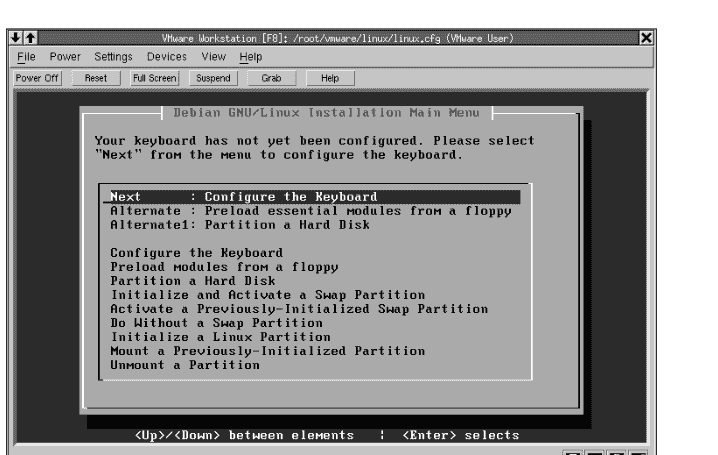 VMware Workstation [F8]: /root/vmware/linux/linux.cfg (VMware User)
File Power Settings Devices View Help
Power Off Reset Full Screen Suspend Grab Help
Debian GNU/Linux Installation Main Menu
Your keyboard has not yet been configured. Please select
"Next" from the menu to configure the keyboard.
Next : Configure the Keyboard
Alternate : Preload essential modules from a floppy
Alternate1: Partition a Hard Disk
Configure the Keyboard
Preload modules from a floppy
Partition a Hard Disk
Initialize and Activate a Swap Partition
Activate a Previously-Initialized Swap Partition
Do Without a Swap Partition
Initialize a Linux Partition
Mount a Previously-Initialized Partition
Unmount a Partition
<Up>/<Down> between elements ¦ <Enter> selects